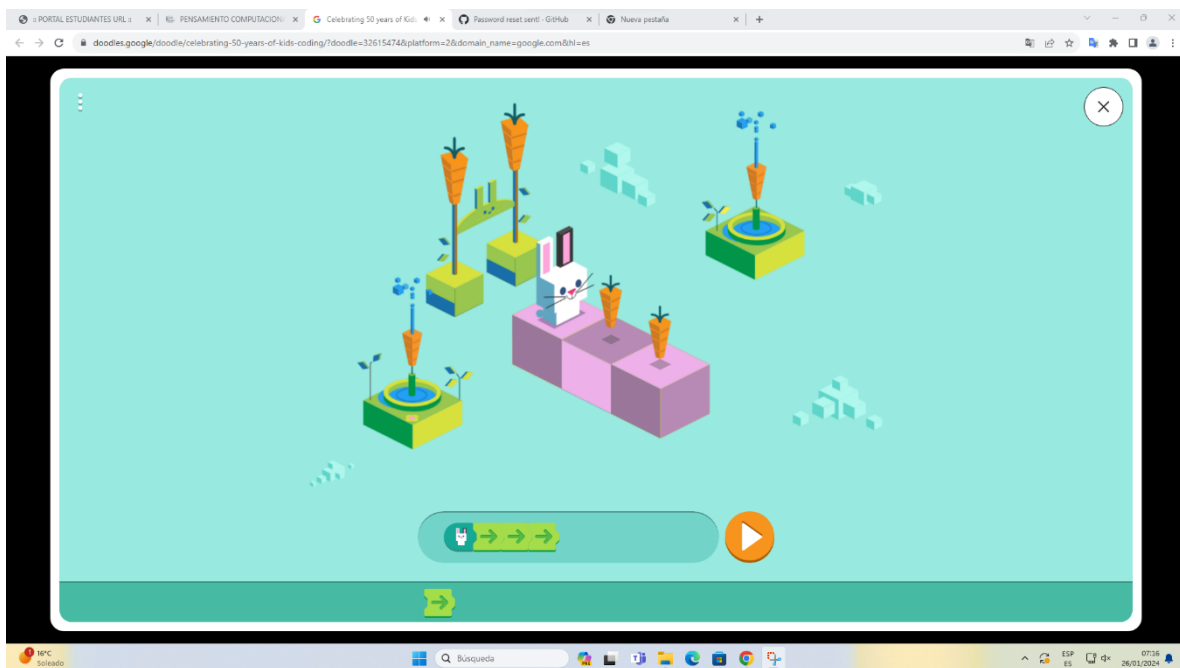 :: PORTAL ESTUDIANTES URL ::
PENSAMIENTO COMPUTACION
Celebrating 50 years of Kids
Password reset sentl · GitHub
Nueva pestaña
doodles.google/doodle/celebrating-50-years-of-kids-coding/?doodle=32615474&platform=2&domain_name=google.com&hl=es
1
16°C
Soleado
Búsqueda
ESP
ES
07:16
26/01/2024